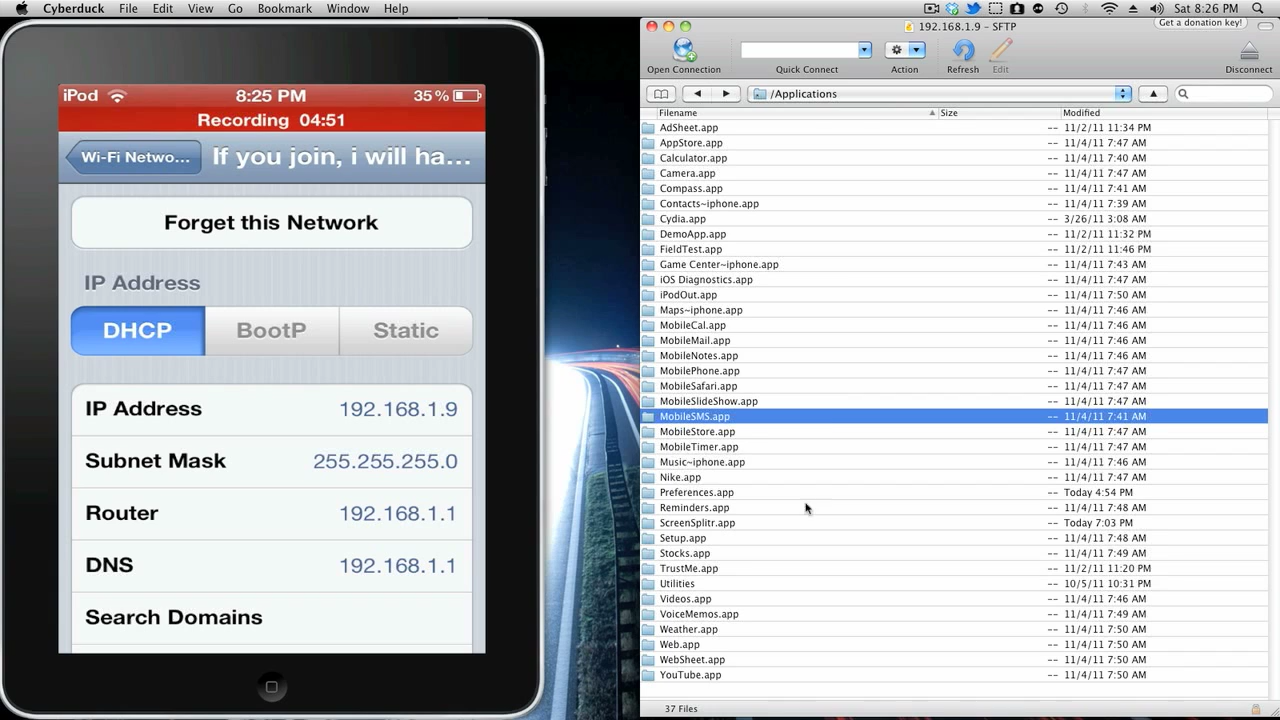 Cyberduck File Edit View Go Bookmark Window Help Sat 8:26 PM
192.168.1.9 – SFTP
Get a donation key!
Open Connection Quick Connect Action Refresh Edit Disconnect
/Applications
Filename Size Modified
AdSheet.app -- 11/2/11 11:34 PM
AppStore.app -- 11/4/11 7:47 AM
Calculator.app -- 11/4/11 7:40 AM
Camera.app -- 11/4/11 7:47 AM
Compass.app -- 11/4/11 7:41 AM
Contacts~iphone.app -- 11/4/11 7:39 AM
Cydia.app -- 3/26/11 3:08 AM
DemoApp.app -- 11/2/11 11:32 PM
FieldTest.app -- 11/2/11 11:46 PM
Game Center~iphone.app -- 11/4/11 7:43 AM
iOS Diagnostics.app -- 11/4/11 7:47 AM
iPodOut.app -- 11/4/11 7:50 AM
Maps~iphone.app -- 11/4/11 7:46 AM
MobileCal.app -- 11/4/11 7:46 AM
MobileMail.app -- 11/4/11 7:46 AM
MobileNotes.app -- 11/4/11 7:46 AM
MobilePhone.app -- 11/4/11 7:47 AM
MobileSafari.app -- 11/4/11 7:47 AM
MobileSlideShow.app -- 11/4/11 7:47 AM
MobileSMS.app -- 11/4/11 7:41 AM
MobileStore.app -- 11/4/11 7:47 AM
MobileTimer.app -- 11/4/11 7:47 AM
Music~iphone.app -- 11/4/11 7:46 AM
Nike.app -- 11/4/11 7:47 AM
Preferences.app -- Today 4:54 PM
Reminders.app -- 11/4/11 7:48 AM
ScreenSplitr.app -- Today 7:03 PM
Setup.app -- 11/4/11 7:48 AM
Stocks.app -- 11/4/11 7:49 AM
TrustMe.app -- 11/2/11 11:20 PM
Utilities -- 10/5/11 10:31 PM
Videos.app -- 11/4/11 7:46 AM
VoiceMemos.app -- 11/4/11 7:49 AM
Weather.app -- 11/4/11 7:50 AM
Web.app -- 11/4/11 7:50 AM
WebSheet.app -- 11/4/11 7:50 AM
YouTube.app -- 11/4/11 7:50 AM
37 Files
iPod 8:25 PM 35%
Recording 04:51
Wi-Fi Netwo... If you join, i will ha...
Forget this Network
IP Address
DHCP BootP Static
IP Address 192.168.1.9
Subnet Mask 255.255.255.0
Router 192.168.1.1
DNS 192.168.1.1
Search Domains